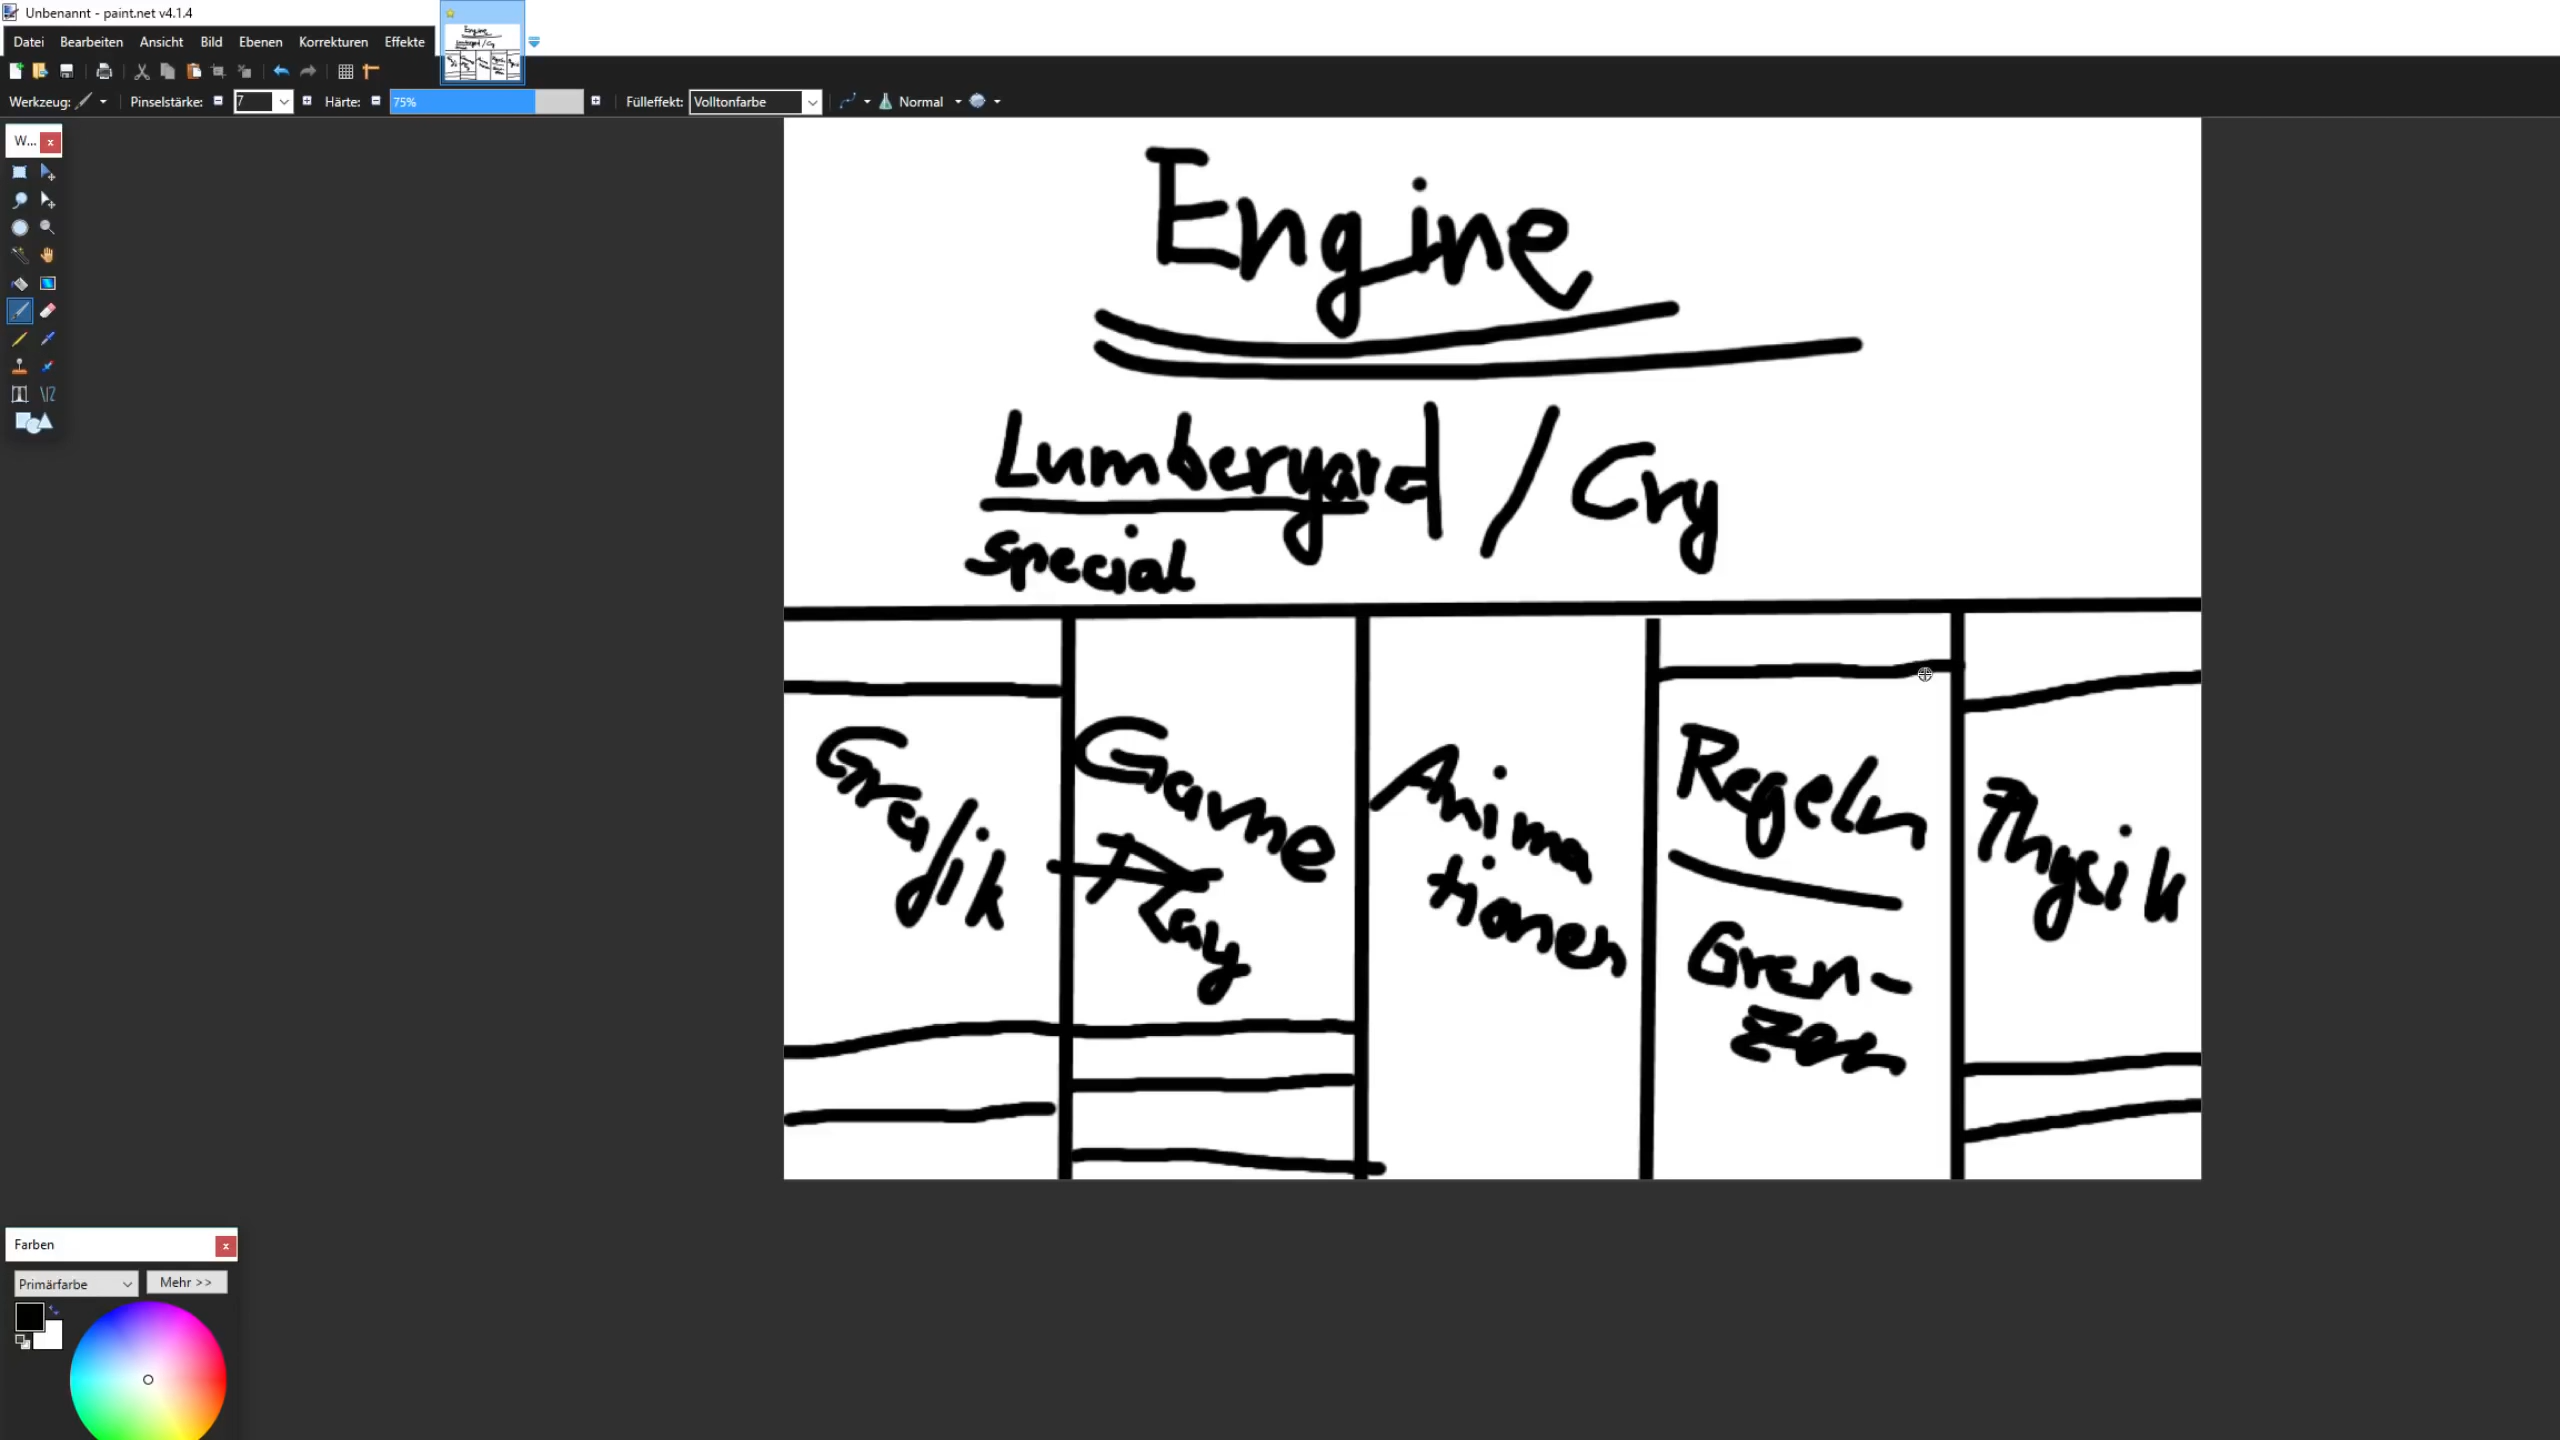 Unbenannt - paint.net v4.1.4
Datei Bearbeiten Ansicht Bild Ebenen Korrekturen Effekte
Werkzeug: Pinselstärke: 7 Härte: 75% Fülleffekt: Volltonfarbe Normal
W...
Engine
Lumberyard / Cry
special
Grafik
Game
Play
Anima
tionen
Regeln
Gren-
zen
Physik
Farben
Primärfarbe Mehr >>